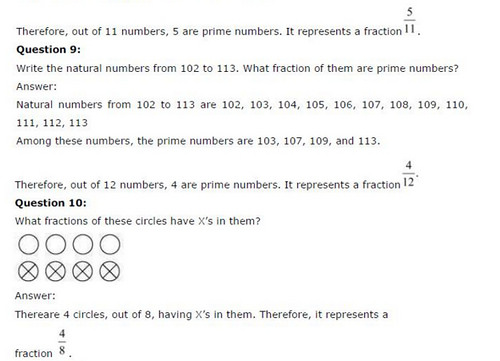 Therefore, out of 11 numbers, 5 are prime numbers. It represents a fraction 5/11.
Question 9:
Write the natural numbers from 102 to 113. What fraction of them are prime numbers?
Answer:
Natural numbers from 102 to 113 are 102, 103, 104, 105, 106, 107, 108, 109, 110,
111, 112, 113
Among these numbers, the prime numbers are 103, 107, 109, and 113.
Therefore, out of 12 numbers, 4 are prime numbers. It represents a fraction 4/12.
Question 10:
What fractions of these circles have X's in them?
Answer:
Thereare 4 circles, out of 8, having X's in them. Therefore, it represents a
fraction 4/8.